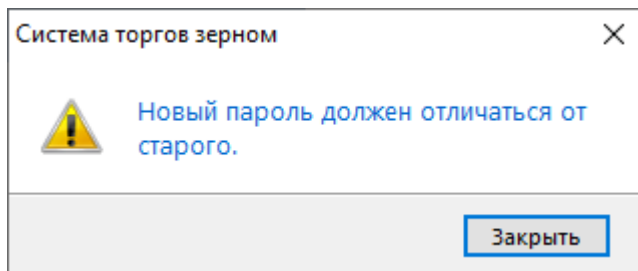 Система торгов зерном
Новый пароль должен отличаться от
старого.
Закрыть